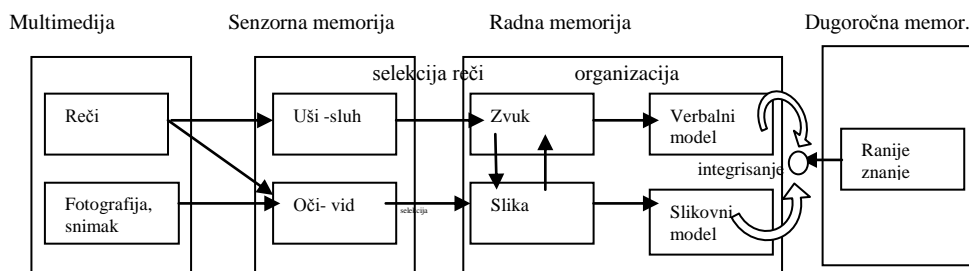 Multimedija
Senzorna memorija
Radna memorija
Dugoročna memor.
selekcija reči
organizacija
Reči
Uši -sluh
Zvuk
Verbalni
model
integrisanje
Ranije
znanje
Fotografija,
snimak
Oči- vid
selekcija
Slika
Slikovni
model